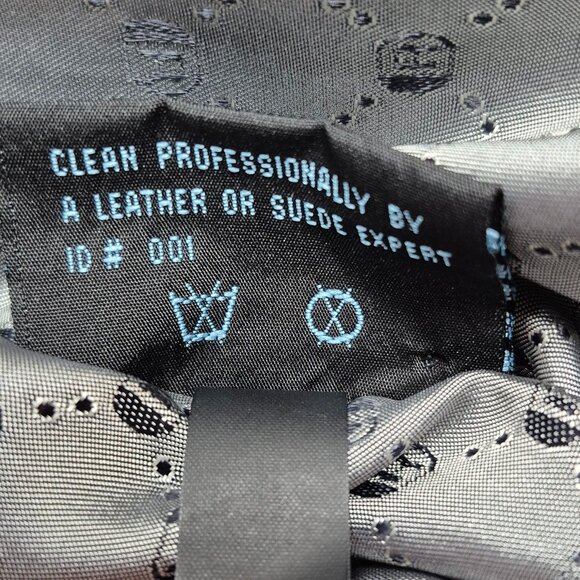 CLEAN PROFESSIONALLY BY
A LEATHER OR SUEDE EXPERT
ID # 001